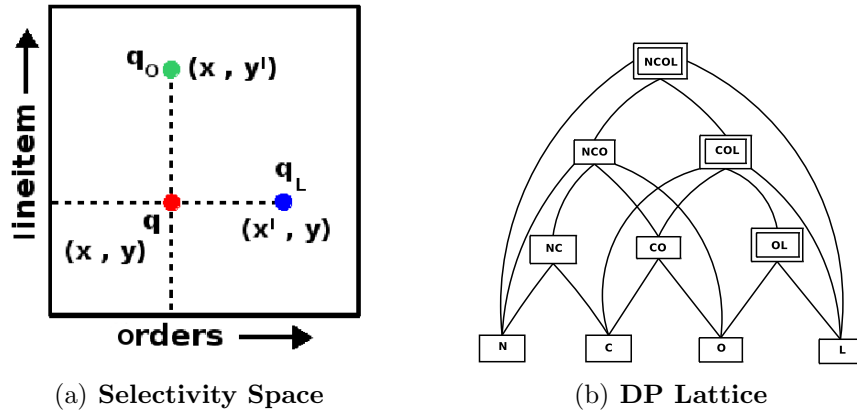 lineitem
q_O (x , y')
q_L
q
(x' , y)
(x , y)
orders
(a) Selectivity Space
NCOL
NCO COL
NC CO OL
N C O L
(b) DP Lattice